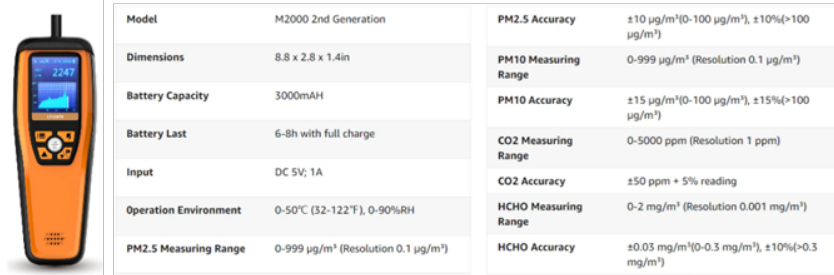 2247
Model M2000 2nd Generation
Dimensions 8.8 x 2.8 x 1.4in
Battery Capacity 3000mAH
Battery Last 6-8h with full charge
Input DC 5V; 1A
Operation Environment 0-50℃ (32-122℉), 0-90%RH
PM2.5 Measuring Range 0-999 μg/m³ (Resolution 0.1 μg/m³)
PM2.5 Accuracy ±10 μg/m³(0-100 μg/m³), ±10%(>100
μg/m³)
PM10 Measuring 0-999 μg/m³ (Resolution 0.1 μg/m³)
Range
PM10 Accuracy ±15 μg/m³(0-100 μg/m³), ±15%(>100
μg/m³)
CO2 Measuring 0-5000 ppm (Resolution 1 ppm)
Range
CO2 Accuracy ±50 ppm + 5% reading
HCHO Measuring 0-2 mg/m³ (Resolution 0.001 mg/m³)
Range
HCHO Accuracy ±0.03 mg/m³(0-0.3 mg/m³), ±10%(>0.3
mg/m³)